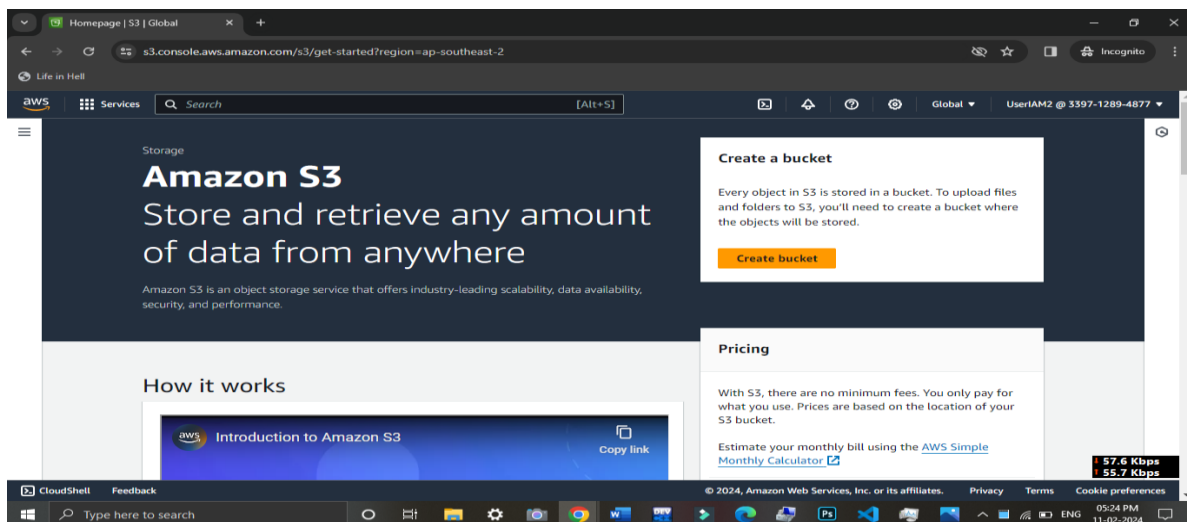 Homepage | S3 | Global
s3.console.aws.amazon.com/s3/get-started?region=ap-southeast-2
Incognito
Life in Hell
aws
Services
Search
[Alt+S]
Global
UserIAM2 @ 3397-1289-4877
Storage
Amazon S3
Store and retrieve any amount
of data from anywhere
Amazon S3 is an object storage service that offers industry-leading scalability, data availability,
security, and performance.
Create a bucket
Every object in S3 is stored in a bucket. To upload files
and folders to S3, you'll need to create a bucket where
the objects will be stored.
Create bucket
Pricing
With S3, there are no minimum fees. You only pay for
what you use. Prices are based on the location of your
S3 bucket.
Estimate your monthly bill using the AWS Simple
Monthly Calculator
How it works
aws
Introduction to Amazon S3
Copy link
57.6 Kbps
55.7 Kbps
CloudShell
Feedback
© 2024, Amazon Web Services, Inc. or its affiliates.
Privacy
Terms
Cookie preferences
Type here to search
W
DEV
Ps
ENG
05:24 PM
11-02-2024